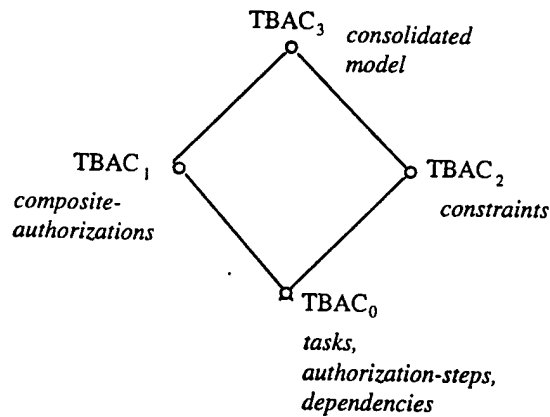 TBAC₃ consolidated
model
TBAC₁ TBAC₂
composite-
authorizations
constraints
TBAC₀
tasks,
authorization-steps,
dependencies